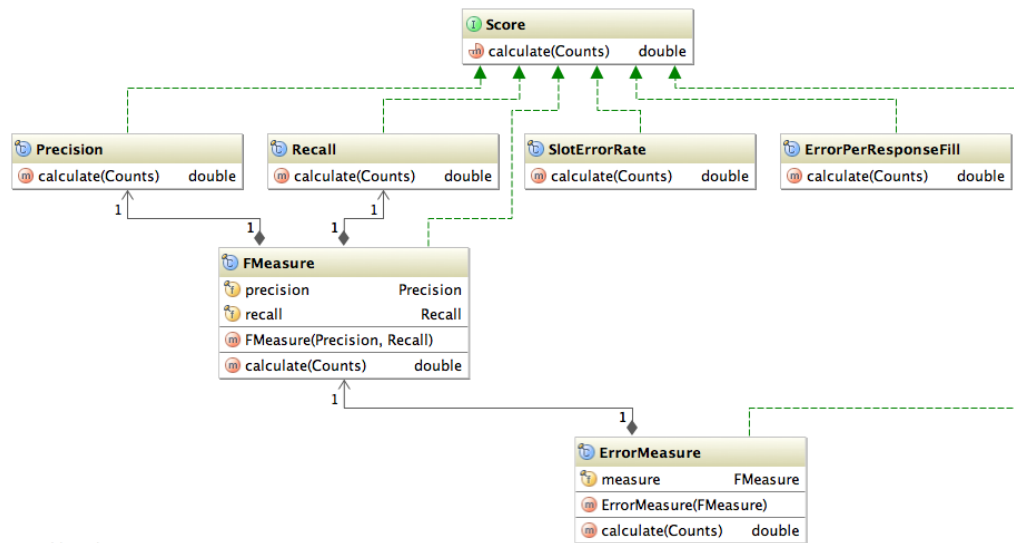 Score
calculate(Counts) double
Precision
calculate(Counts) double
Recall
calculate(Counts) double
SlotErrorRate
calculate(Counts) double
ErrorPerResponseFill
calculate(Counts) double
1
1
1
1
FMeasure
precision Precision
recall Recall
FMeasure(Precision, Recall)
calculate(Counts) double
1
1
ErrorMeasure
measure FMeasure
ErrorMeasure(FMeasure)
calculate(Counts) double